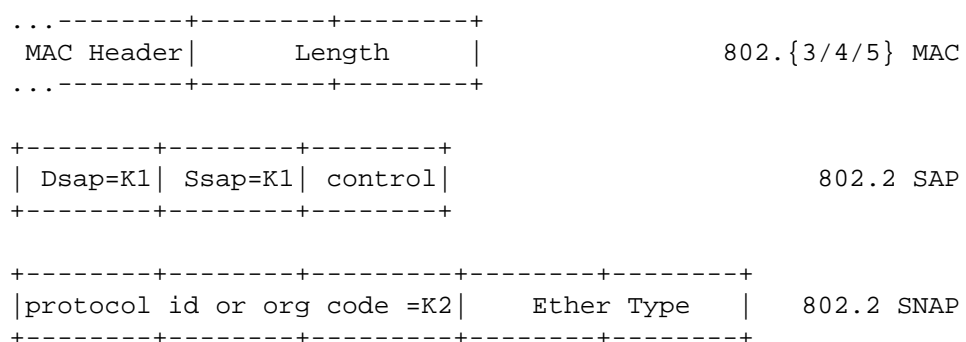 ...--------+--------+--------+
 MAC Header|      Length     |                802.{3/4/5} MAC
...--------+--------+--------+
+--------+--------+--------+
| Dsap=K1| Ssap=K1| control|                       802.2 SAP
+--------+--------+--------+
+--------+--------+---------+--------+--------+
|protocol id or org code =K2|    Ether Type   |   802.2 SNAP
+--------+--------+---------+--------+--------+